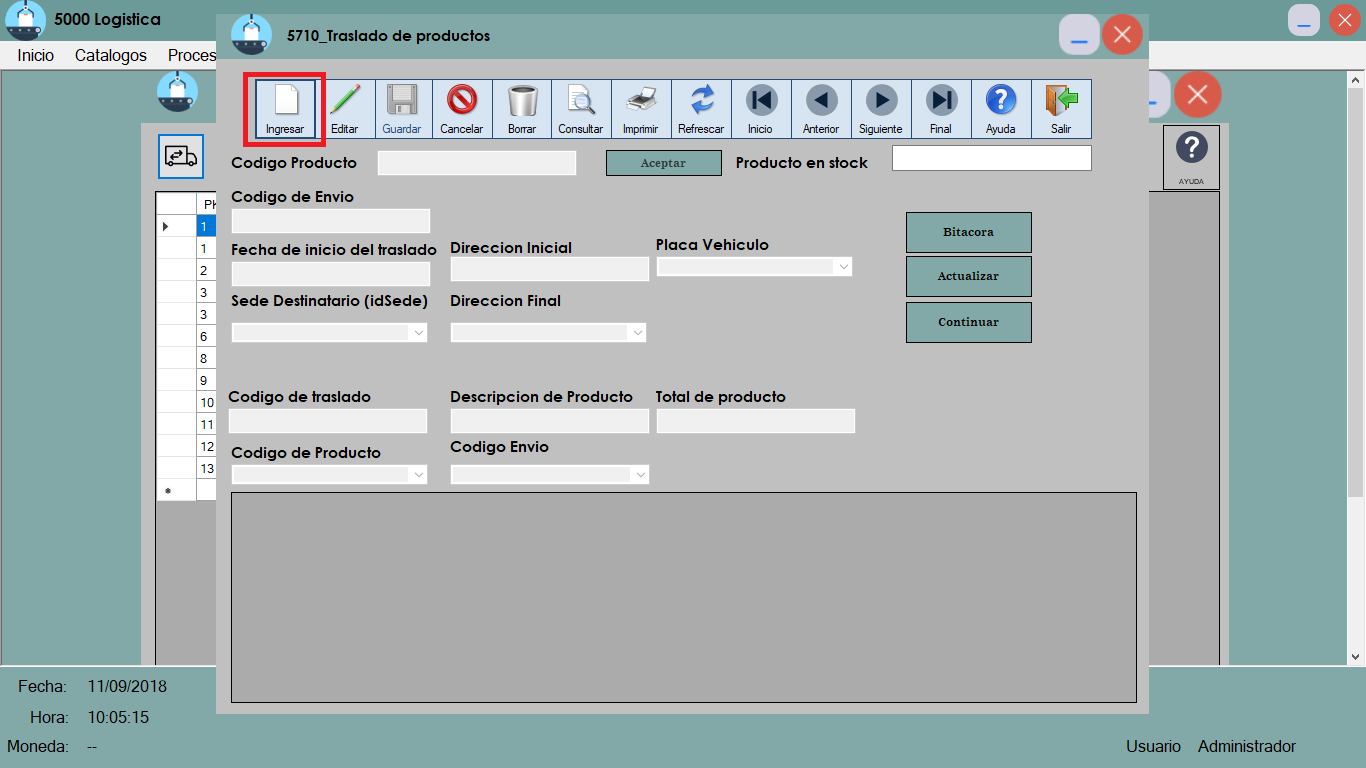 5000 Logistica
5710_Traslado de productos
Inicio Catalogos Proces
Ingresar Editar Guardar Cancelar Borrar Consultar Imprimir Refrescar Inicio Anterior Siguiente Final Ayuda Salir
Codigo Producto Aceptar Producto en stock
AYUDA
Codigo de Envio
PK
1
Bitacora
Fecha de inicio del traslado Direccion Inicial Placa Vehiculo
1
2
Actualizar
3
Sede Destinatario (idSede) Direccion Final
3
Continuar
6
8
9
Codigo de traslado Descripcion de Producto Total de producto
10
11
12
Codigo de Producto Codigo Envio
13
Fecha: 11/09/2018
Hora: 10:05:15
Moneda: --
Usuario Administrador